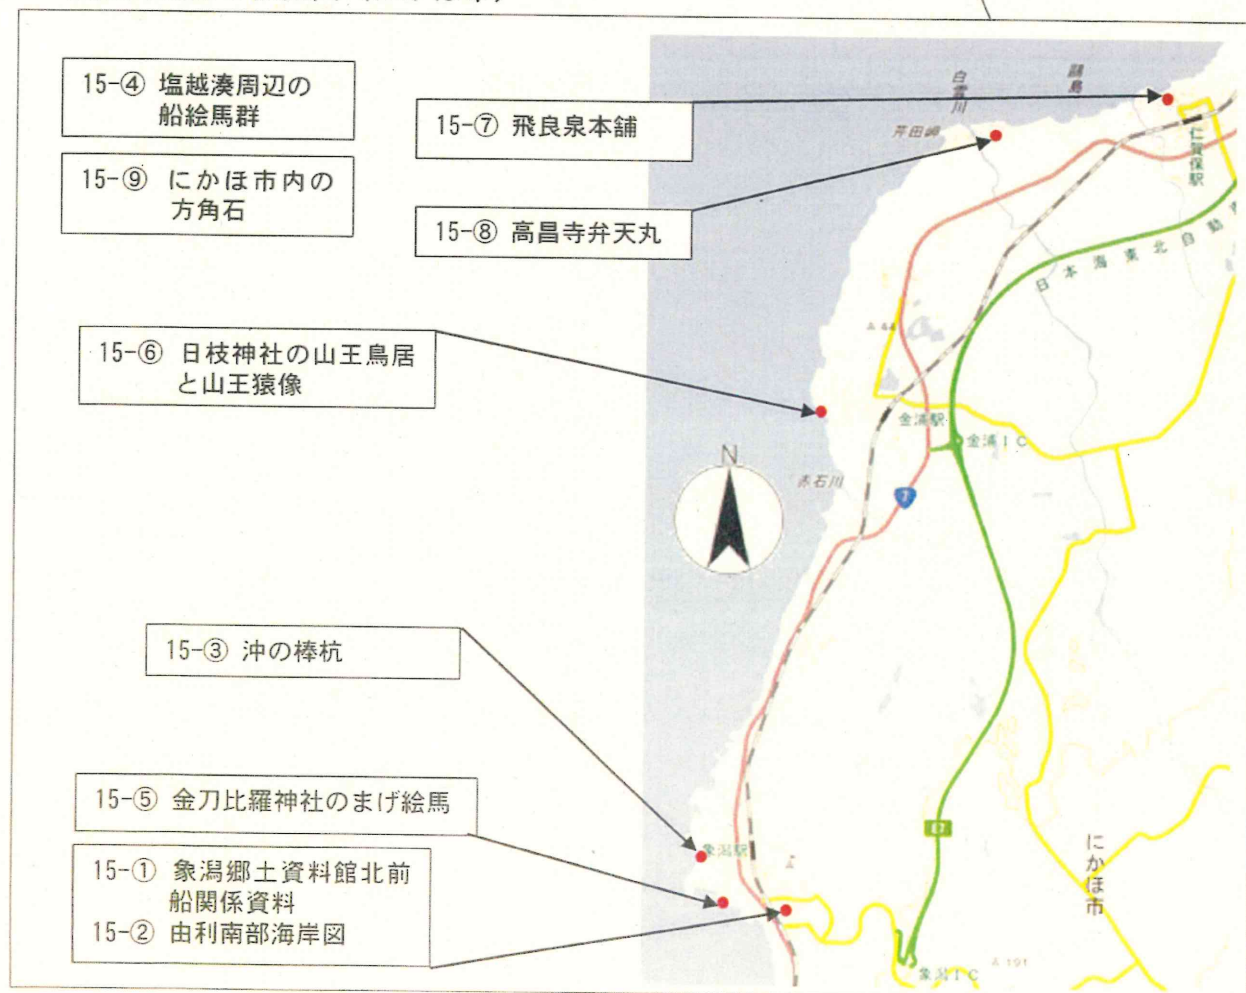 15-④ 塩越湊周辺の
船絵馬群
15-⑨ にかほ市内の
方角石
15-⑦ 飛良泉本舗
15-⑧ 高昌寺弁天丸
15-⑥ 日枝神社の山王鳥居
と山王猿像
15-③ 沖の棒杭
15-⑤ 金刀比羅神社のまげ絵馬
15-① 象潟郷土資料館北前
船関係資料
15-② 由利南部海岸図
白雪川
芹田岬
仁賀保駅
日本海東北自動
44
金浦駅
金浦IC
N
赤石川
7
象潟駅
にかほ市
象潟IC
191